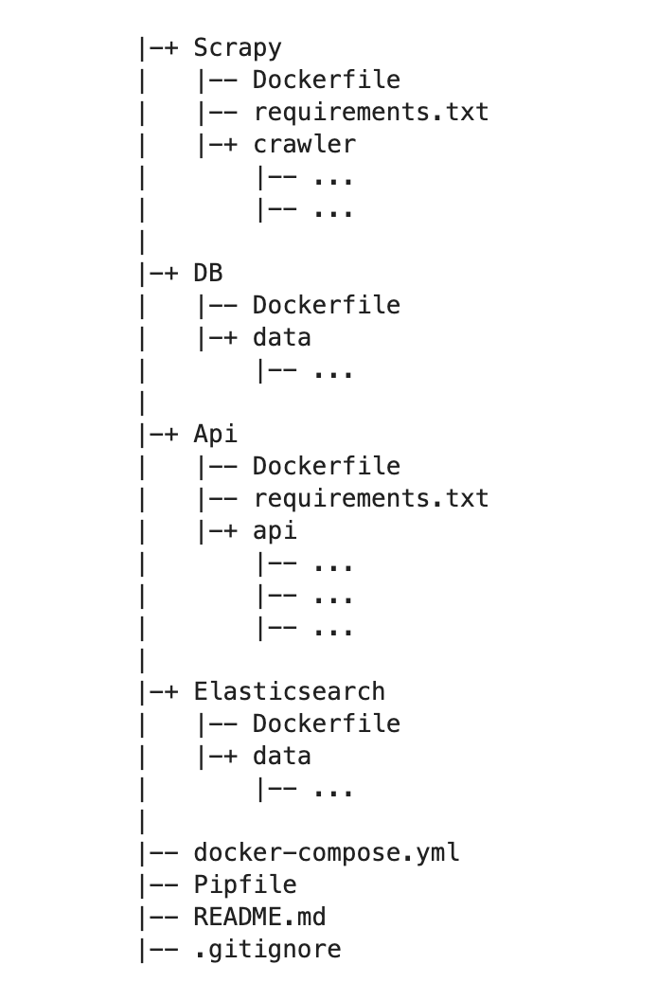 |-+ Scrapy
|   |-- Dockerfile
|   |-- requirements.txt
|   |-+ crawler
|       |-- ...
|       |-- ...
|
|-+ DB
|   |-- Dockerfile
|   |-+ data
|       |-- ...
|
|-+ Api
|   |-- Dockerfile
|   |-- requirements.txt
|   |-+ api
|       |-- ...
|       |-- ...
|       |-- ...
|
|-+ Elasticsearch
|   |-- Dockerfile
|   |-+ data
|       |-- ...
|
|-- docker-compose.yml
|-- Pipfile
|-- README.md
|-- .gitignore